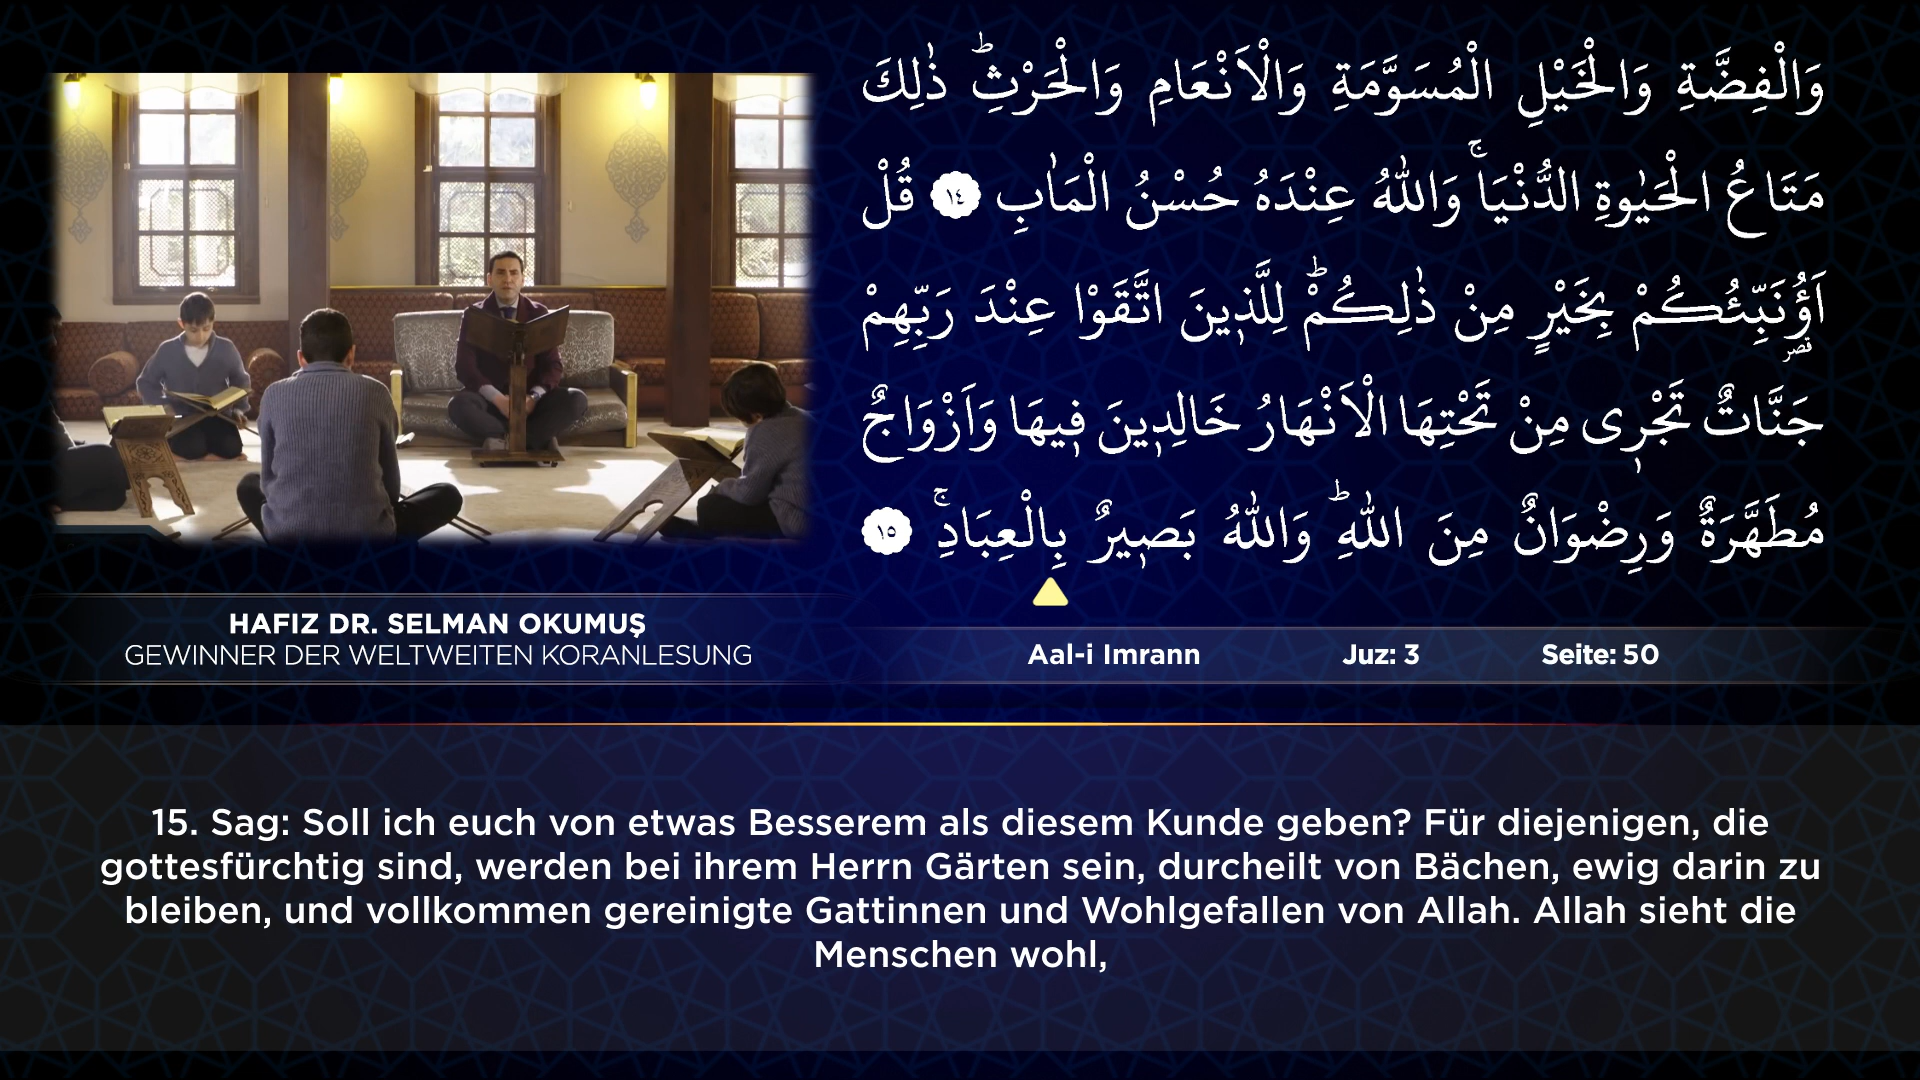 وَالْفِضَّةِ وَالْخَيْلِ الْمُسَوَّمَةِ وَالْاَنْعَامِ وَالْحَرْثِۜ ذٰلِكَ
مَتَاعُ الْحَيٰوةِ الدُّنْيَاۚ وَاللّٰهُ عِنْدَهُ حُسْنُ الْمَاٰبِ ﴿١٤﴾ قُلْ
اَؤُنَبِّئُكُمْ بِخَيْرٍ مِنْ ذٰلِكُمْۜ لِلَّذ۪ينَ اتَّقَوْا عِنْدَ رَبِّهِمْ
قصر
جَنَّاتٌ تَجْر۪ى مِنْ تَحْتِهَا الْاَنْهَارُ خَالِد۪ينَ ف۪يهَا وَاَزْوَاجٌ
مُطَهَّرَةٌ وَرِضْوَانٌ مِنَ اللّٰهِۜ وَاللّٰهُ بَص۪يرٌ بِالْعِبَادِۚ ﴿١٥﴾
HAFIZ DR. SELMAN OKUMUŞ
GEWINNER DER WELTWEITEN KORANLESUNG
Aal-i Imrann Juz: 3 Seite: 50
15. Sag: Soll ich euch von etwas Besserem als diesem Kunde geben? Für diejenigen, die
gottesfürchtig sind, werden bei ihrem Herrn Gärten sein, durcheilt von Bächen, ewig darin zu
bleiben, und vollkommen gereinigte Gattinnen und Wohlgefallen von Allah. Allah sieht die
Menschen wohl,